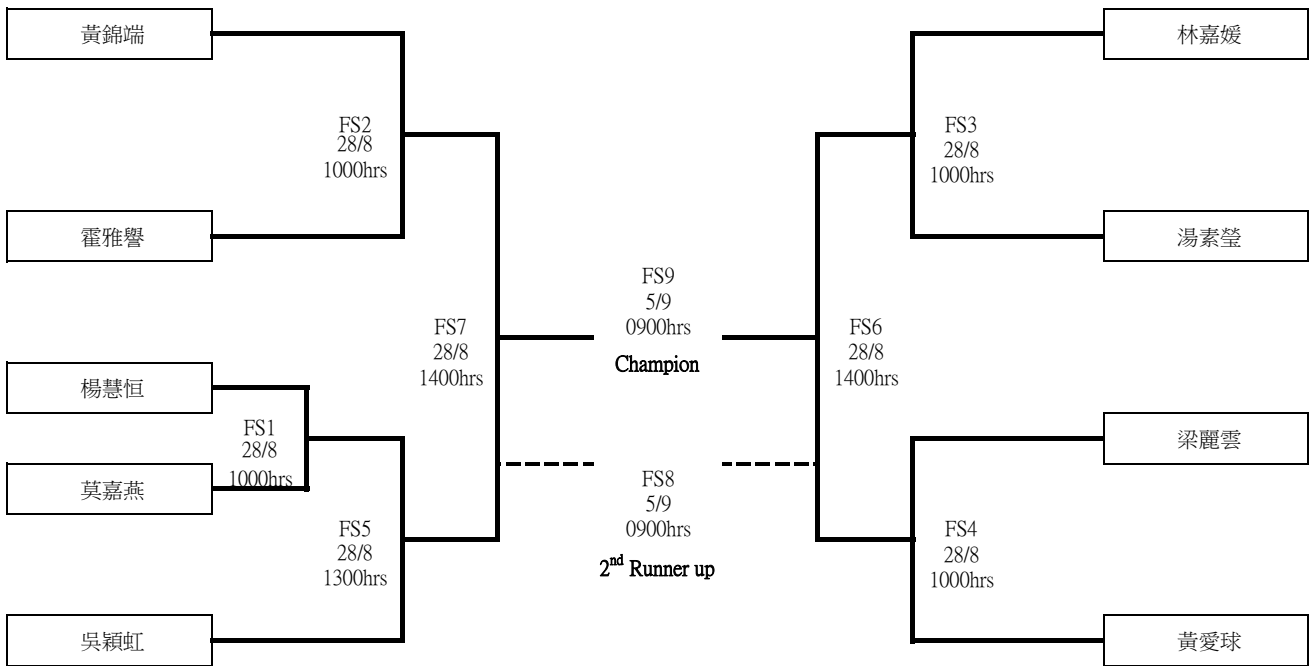 黃錦端
林嘉媛
FS2
28/8
1000hrs
FS3
28/8
1000hrs
霍雅譽
湯素瑩
FS9
5/9
0900hrs
Champion
FS7
28/8
1400hrs
FS6
28/8
1400hrs
楊慧恒
FS1
28/8
1000hrs
莫嘉燕
梁麗雲
FS8
5/9
0900hrs
2nd Runner up
FS5
28/8
1300hrs
FS4
28/8
1000hrs
吳穎虹
黃愛球